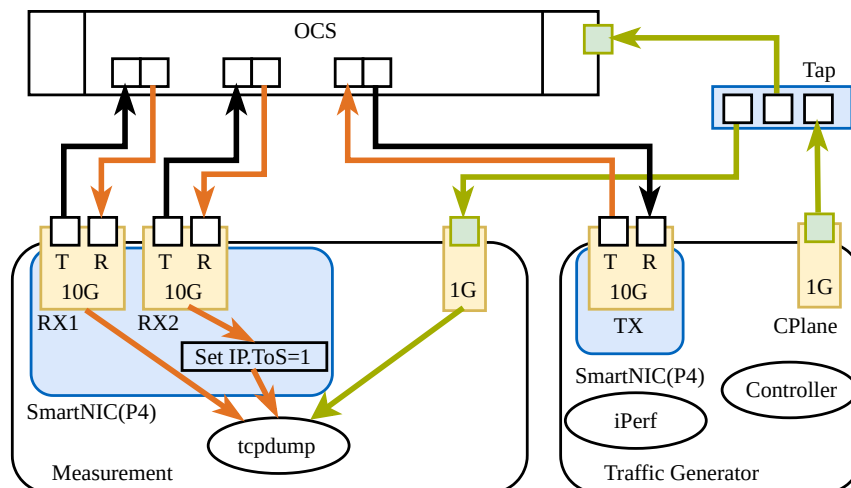 OCS
Tap
T R
T R
T R
10G
10G
1G
10G
1G
RX1
RX2
TX
CPlane
Set IP.ToS=1
SmartNIC(P4)
SmartNIC(P4)
Controller
iPerf
tcpdump
Measurement
Traffic Generator